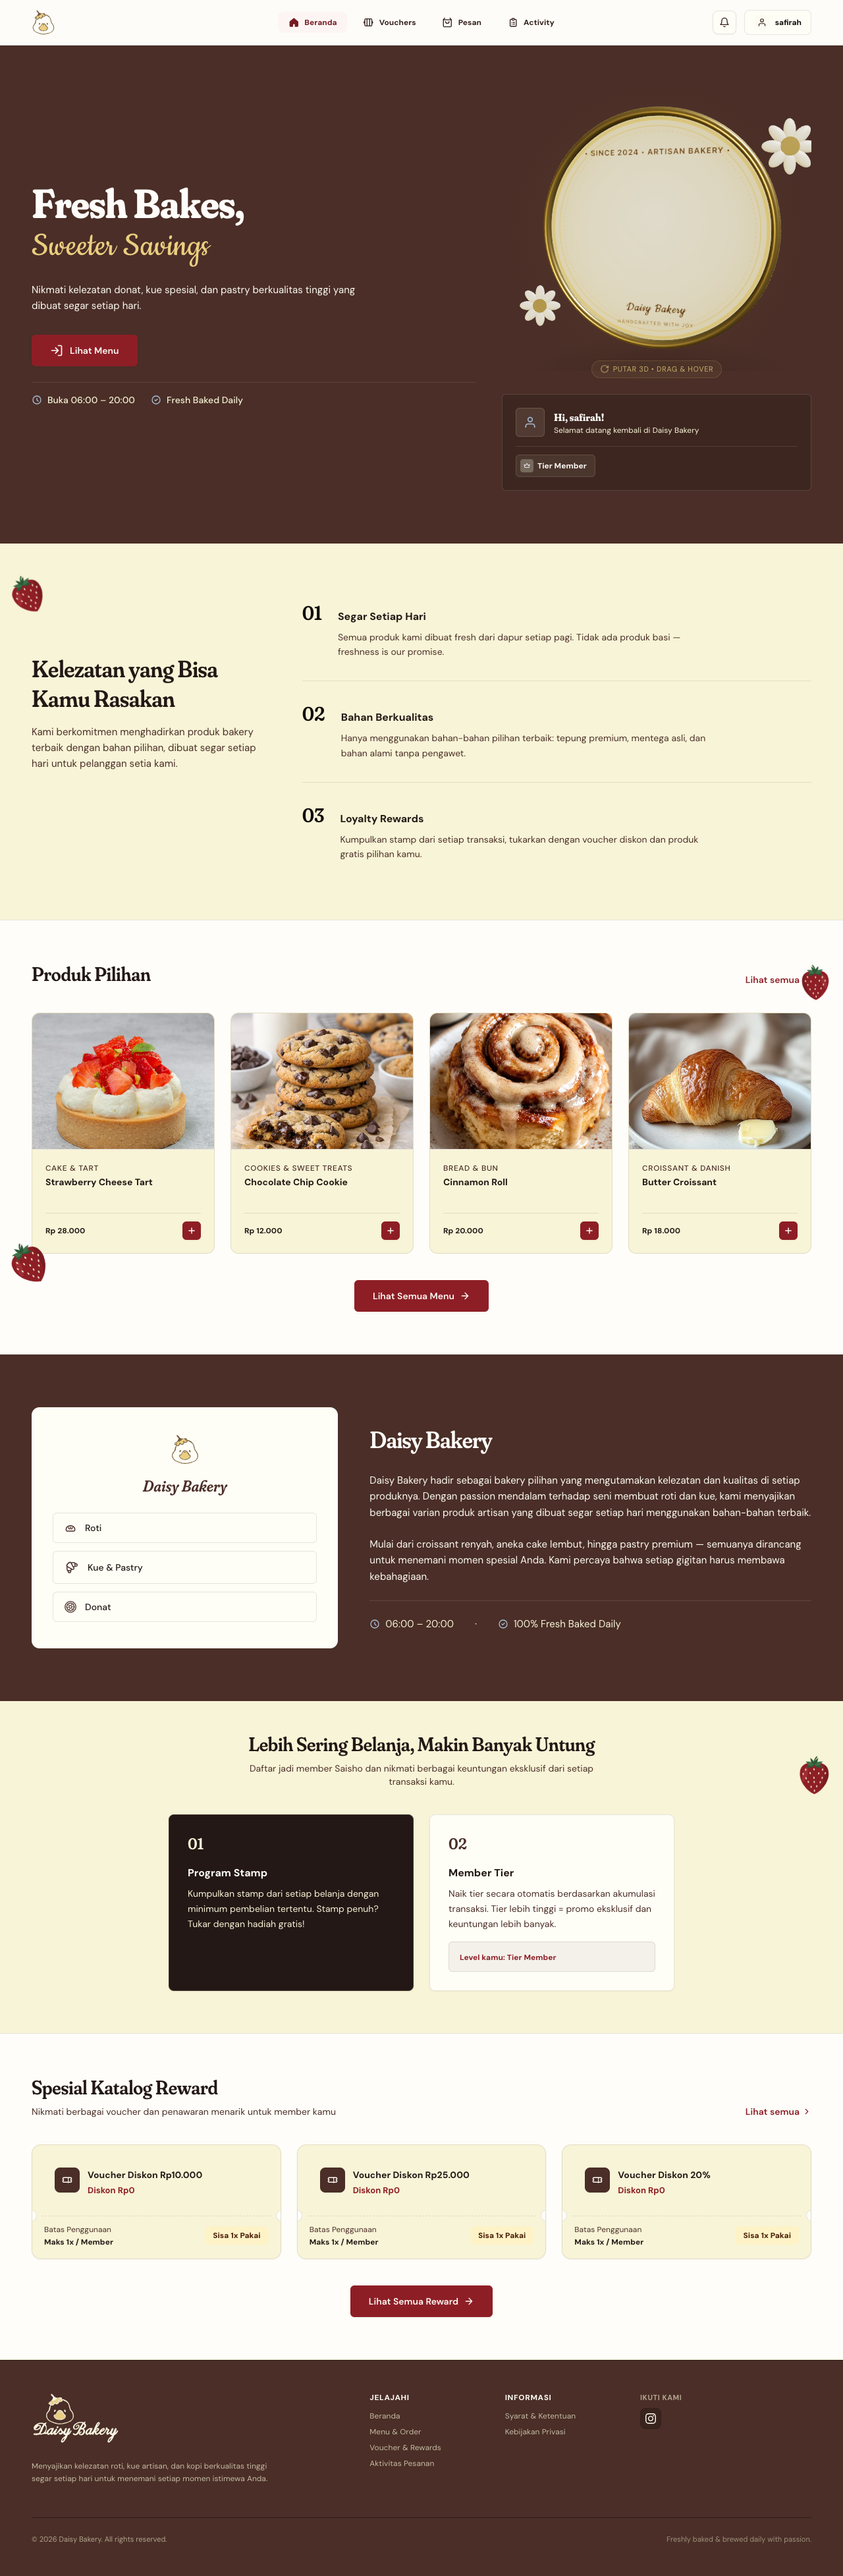 Beranda
Vouchers
Pesan
Activity
safirah
Fresh Bakes,
Sweeter Savings
Nikmati kelezatan donat, kue spesial, dan pastry berkualitas tinggi yang
dibuat segar setiap hari.
Lihat Menu
Buka 06:00 – 20:00
Fresh Baked Daily
• SINCE 2024 • ARTISAN BAKERY •
Daisy Bakery
HANDCRAFTED WITH JOY
PUTAR 3D • DRAG & HOVER
Hi, safirah!
Selamat datang kembali di Daisy Bakery
Tier Member
Kelezatan yang Bisa
Kamu Rasakan
Kami berkomitmen menghadirkan produk bakery
terbaik dengan bahan pilihan, dibuat segar setiap
hari untuk pelanggan setia kami.
01
Segar Setiap Hari
Semua produk kami dibuat fresh dari dapur setiap pagi. Tidak ada produk basi —
freshness is our promise.
02
Bahan Berkualitas
Hanya menggunakan bahan-bahan pilihan terbaik: tepung premium, mentega asli, dan
bahan alami tanpa pengawet.
03
Loyalty Rewards
Kumpulkan stamp dari setiap transaksi, tukarkan dengan voucher diskon dan produk
gratis pilihan kamu.
Produk Pilihan
Lihat semua
CAKE & TART
Strawberry Cheese Tart
Rp 28.000
COOKIES & SWEET TREATS
Chocolate Chip Cookie
Rp 12.000
BREAD & BUN
Cinnamon Roll
Rp 20.000
CROISSANT & DANISH
Butter Croissant
Rp 18.000
Lihat Semua Menu
Daisy Bakery
Roti
Kue & Pastry
Donat
Daisy Bakery
Daisy Bakery hadir sebagai bakery pilihan yang mengutamakan kelezatan dan kualitas di setiap
produknya. Dengan passion mendalam terhadap seni membuat roti dan kue, kami menyajikan
berbagai varian produk artisan yang dibuat segar setiap hari menggunakan bahan-bahan terbaik.
Mulai dari croissant renyah, aneka cake lembut, hingga pastry premium — semuanya dirancang
untuk menemani momen spesial Anda. Kami percaya bahwa setiap gigitan harus membawa
kebahagiaan.
06:00 – 20:00
·
100% Fresh Baked Daily
Lebih Sering Belanja, Makin Banyak Untung
Daftar jadi member Saisho dan nikmati berbagai keuntungan eksklusif dari setiap
transaksi kamu.
01
Program Stamp
Kumpulkan stamp dari setiap belanja dengan
minimum pembelian tertentu. Stamp penuh?
Tukar dengan hadiah gratis!
02
Member Tier
Naik tier secara otomatis berdasarkan akumulasi
transaksi. Tier lebih tinggi = promo eksklusif dan
keuntungan lebih banyak.
Level kamu: Tier Member
Spesial Katalog Reward
Nikmati berbagai voucher dan penawaran menarik untuk member kamu
Lihat semua
Voucher Diskon Rp10.000
Diskon Rp0
Batas Penggunaan
Maks 1x / Member
Sisa 1x Pakai
Voucher Diskon Rp25.000
Diskon Rp0
Batas Penggunaan
Maks 1x / Member
Sisa 1x Pakai
Voucher Diskon 20%
Diskon Rp0
Batas Penggunaan
Maks 1x / Member
Sisa 1x Pakai
Lihat Semua Reward
Daisy Bakery
Menyajikan kelezatan roti, kue artisan, dan kopi berkualitas tinggi
segar setiap hari untuk menemani setiap momen istimewa Anda.
JELAJAHI
Beranda
Menu & Order
Voucher & Rewards
Aktivitas Pesanan
INFORMASI
Syarat & Ketentuan
Kebijakan Privasi
IKUTI KAMI
© 2026 Daisy Bakery. All rights reserved.
Freshly baked & brewed daily with passion.